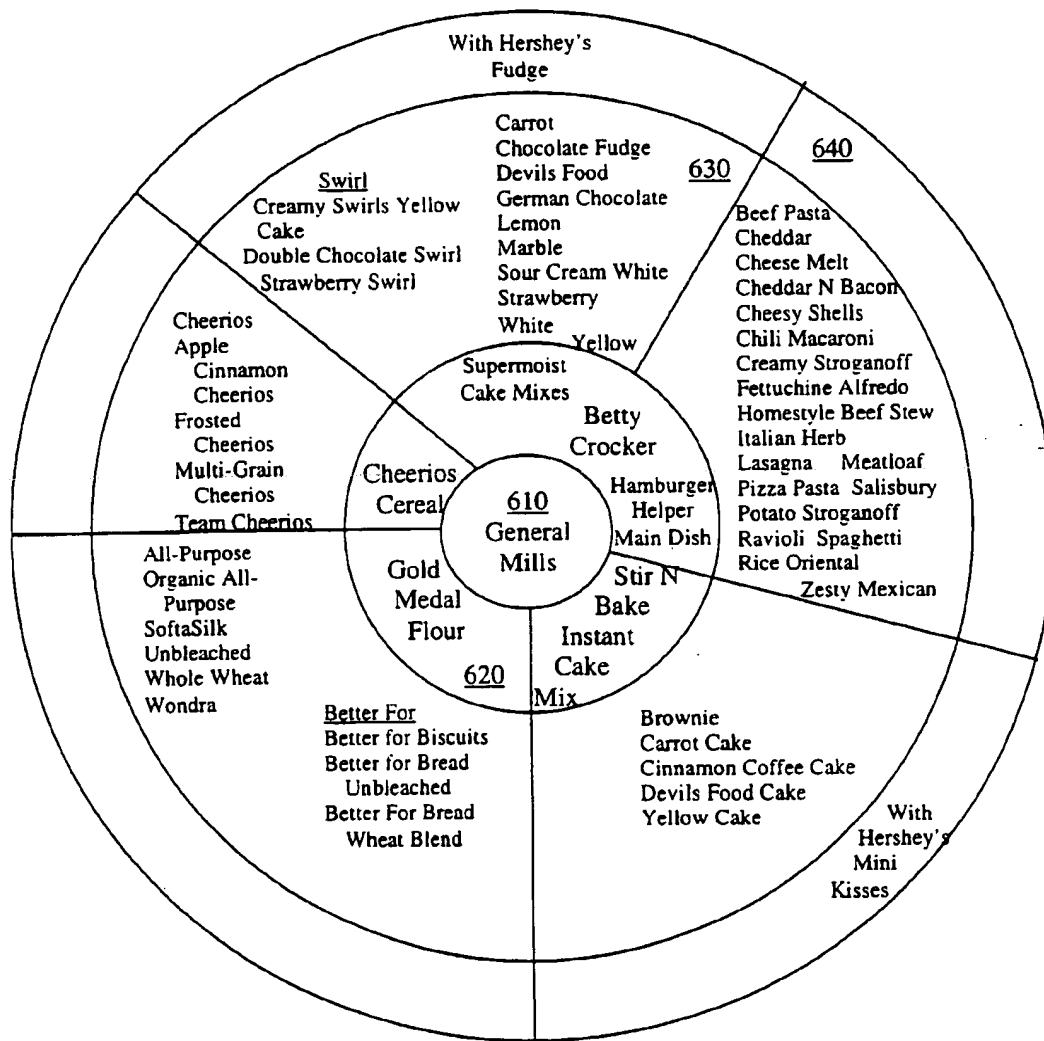 With Hershey's
Fudge
640
630
Carrot
Chocolate Fudge
Devils Food
German Chocolate
Lemon
Marble
Sour Cream White
Strawberry
White
Yellow
Swirl
Creamy Swirls Yellow
Cake
Double Chocolate Swirl
Strawberry Swirl
Beef Pasta
Cheddar
Cheese Melt
Cheddar N Bacon
Cheesy Shells
Chili Macaroni
Creamy Stroganoff
Fettuchine Alfredo
Homestyle Beef Stew
Italian Herb
Lasagna Meatloaf
Pizza Pasta Salisbury
Potato Stroganoff
Ravioli Spaghetti
Rice Oriental
Zesty Mexican
Cheerios
Apple
Cinnamon
Cheerios
Frosted
Cheerios
Multi-Grain
Cheerios
Team Cheerios
Supermoist
Cake Mixes
Betty
Crocker
Cheerios
Cereal
610
General
Mills
Hamburger
Helper
Main Dish
Gold
Medal
Flour
620
Stir N
Bake
Instant
Cake
Mix
All-Purpose
Organic All-
Purpose
SoftaSilk
Unbleached
Whole Wheat
Wondra
Better For
Better for Biscuits
Better for Bread
Unbleached
Better For Bread
Wheat Blend
Brownie
Carrot Cake
Cinnamon Coffee Cake
Devils Food Cake
Yellow Cake
With
Hershey's
Mini
Kisses